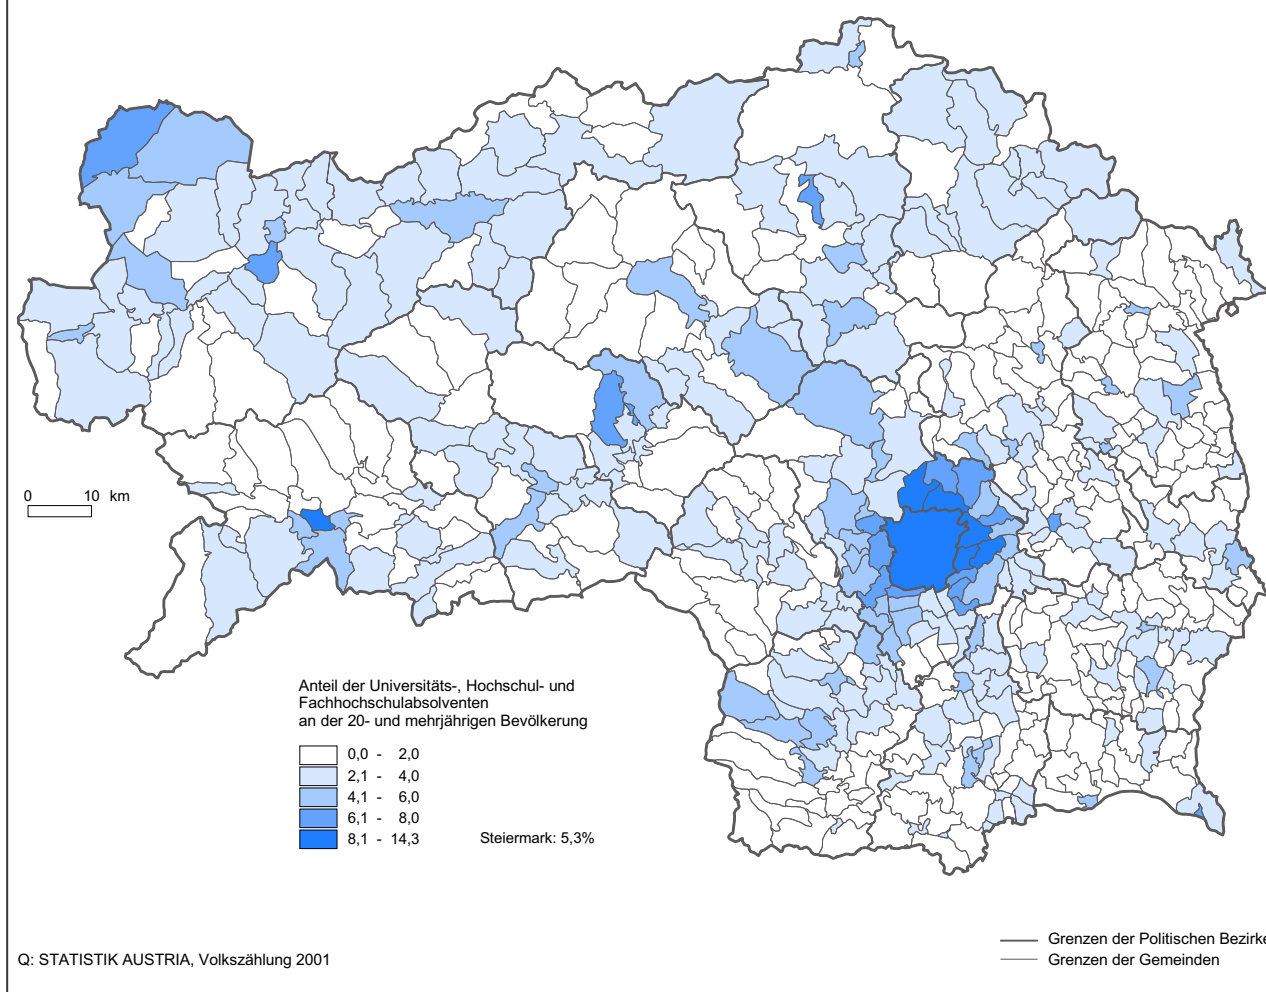 0 10 km
Anteil der Universitäts-, Hochschul- und
Fachhochschulabsolventen
an der 20- und mehrjährigen Bevölkerung
0,0 - 2,0
2,1 - 4,0
4,1 - 6,0
6,1 - 8,0
8,1 - 14,3
Steiermark: 5,3%
Grenzen der Politischen Bezirke
Grenzen der Gemeinden
Q: STATISTIK AUSTRIA, Volkszählung 2001